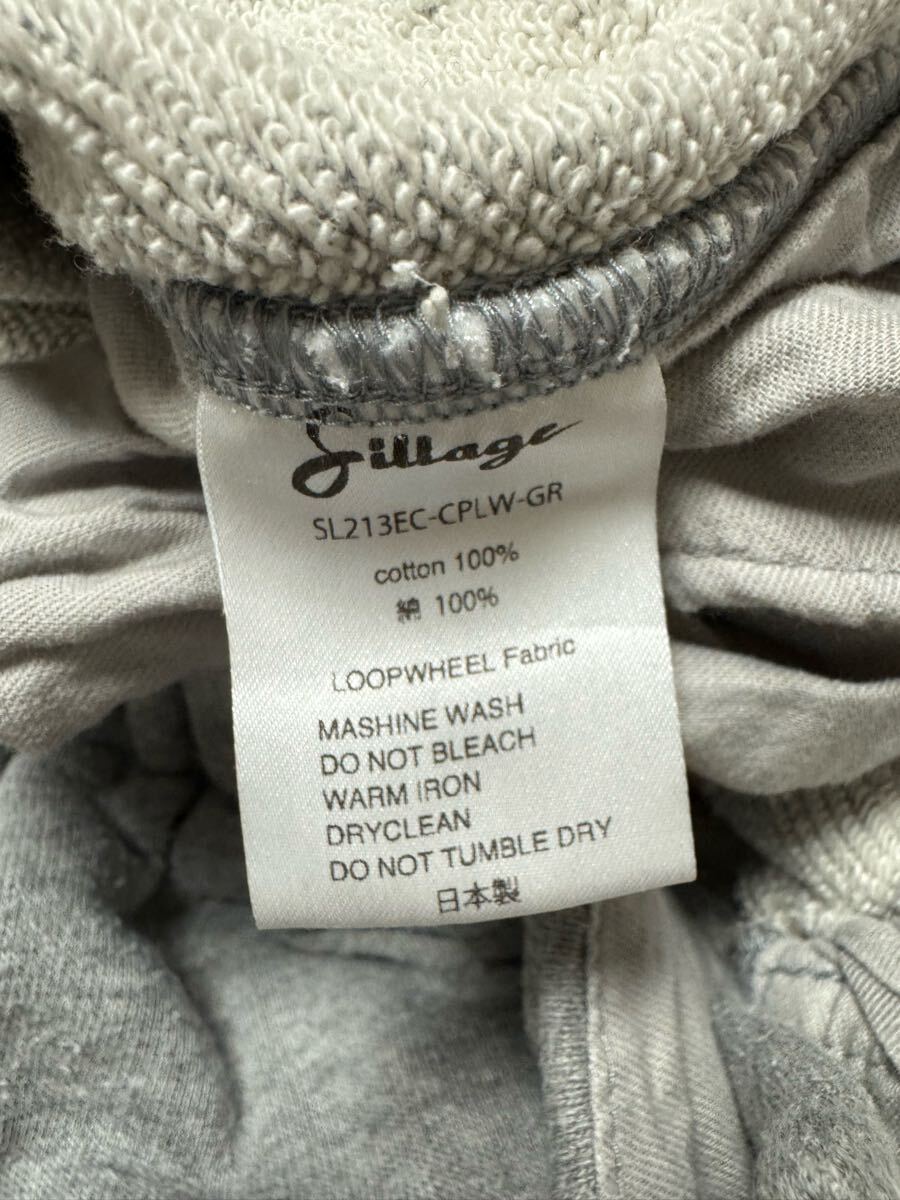 Sillage
SL213EC-CPLW-GR
cotton 100%
綿 100%
LOOPWHEEL Fabric
MASHINE WASH
DO NOT BLEACH
WARM IRON
DRYCLEAN
DO NOT TUMBLE DRY
日本製